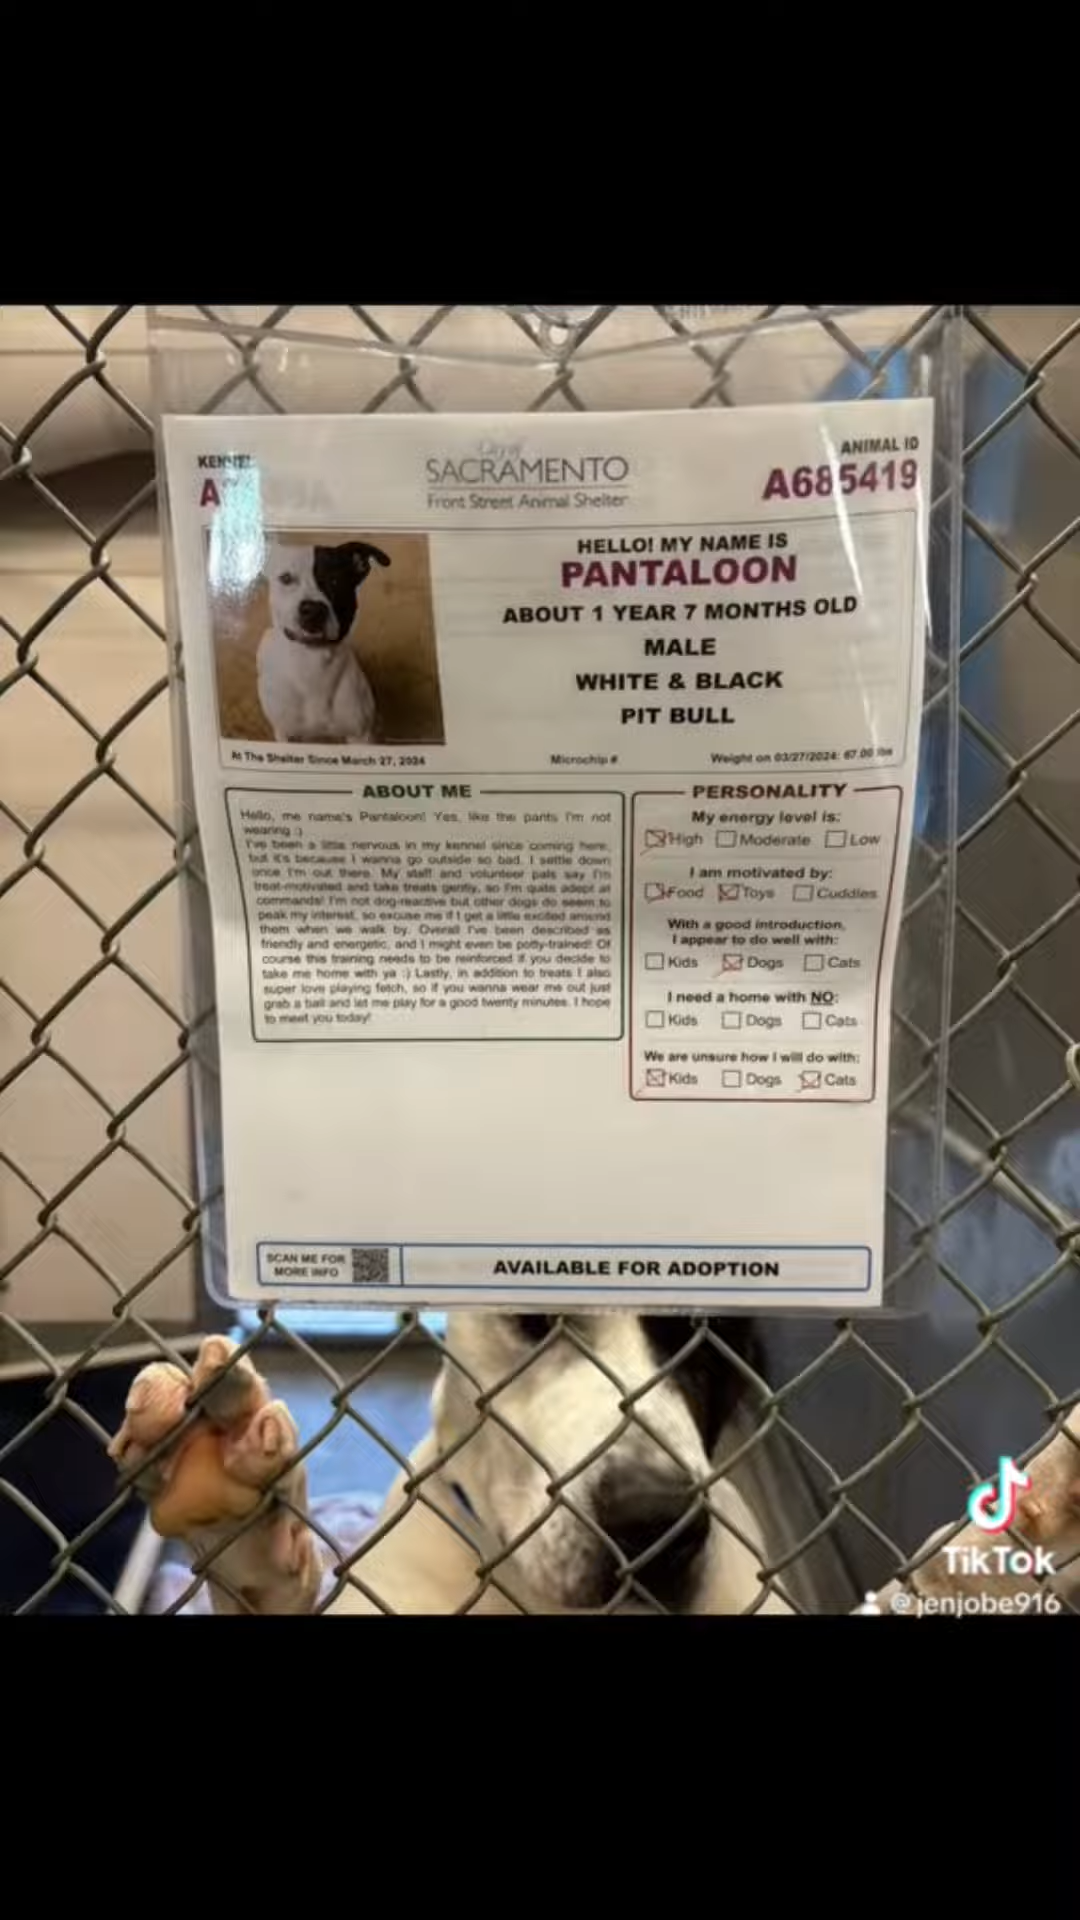 KENNEL
City of
SACRAMENTO
Front Street Animal Shelter
ANIMAL ID
A685419
HELLO! MY NAME IS
PANTALOON
ABOUT 1 YEAR 7 MONTHS OLD
MALE
WHITE & BLACK
PIT BULL
At The Shelter Since March 27, 2024
Microchip #
Weight on 03/27/2024: 67.00 lbs
ABOUT ME
Hello, me name's Pantaloon! Yes, like the pants I'm not
wearing :)
I've been a little nervous in my kennel since coming here,
but it's because I wanna go outside so bad. I settle down
once I'm out there. My staff and volunteer pals say I'm
treat-motivated and take treats gently, so I'm quite adept at
commands! I'm not dog-reactive but other dogs do seem to
peak my interest, so excuse me if I get a little excited around
them when we walk by. Overall I've been described as
friendly and energetic, and I might even be potty-trained! Of
course this training needs to be reinforced if you decide to
take me home with ya :) Lastly, in addition to treats I also
super love playing fetch, so if you wanna wear me out just
grab a ball and let me play for a good twenty minutes. I hope
to meet you today!
PERSONALITY
My energy level is:
High Moderate Low
I am motivated by:
Food Toys Cuddles
With a good introduction,
I appear to do well with:
Kids Dogs Cats
I need a home with NO:
Kids Dogs Cats
We are unsure how I will do with:
Kids Dogs Cats
SCAN ME FOR
MORE INFO
AVAILABLE FOR ADOPTION
TikTok
@jenjobe916